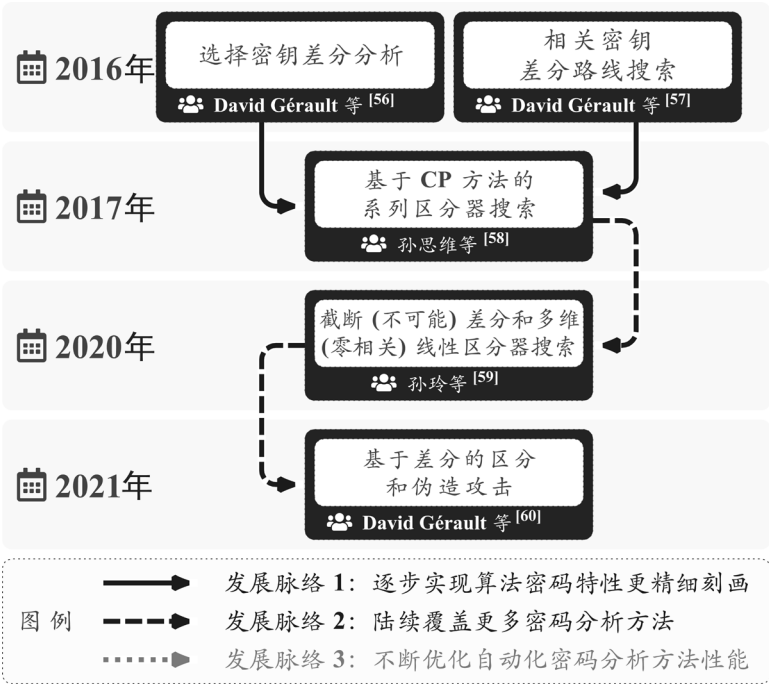 2016年
选择密钥差分分析
David Gérault 等 [56]
相关密钥
差分路线搜索
David Gérault 等 [57]
2017年
基于 CP 方法的
系列区分器搜索
孙思维等 [58]
2020年
截断 (不可能) 差分和多维
(零相关) 线性区分器搜索
孙玲等 [59]
2021年
基于差分的区分
和伪造攻击
David Gérault 等 [60]
图例
发展脉络 1：逐步实现算法密码特性更精细刻画
发展脉络 2：陆续覆盖更多密码分析方法
发展脉络 3：不断优化自动化密码分析方法性能